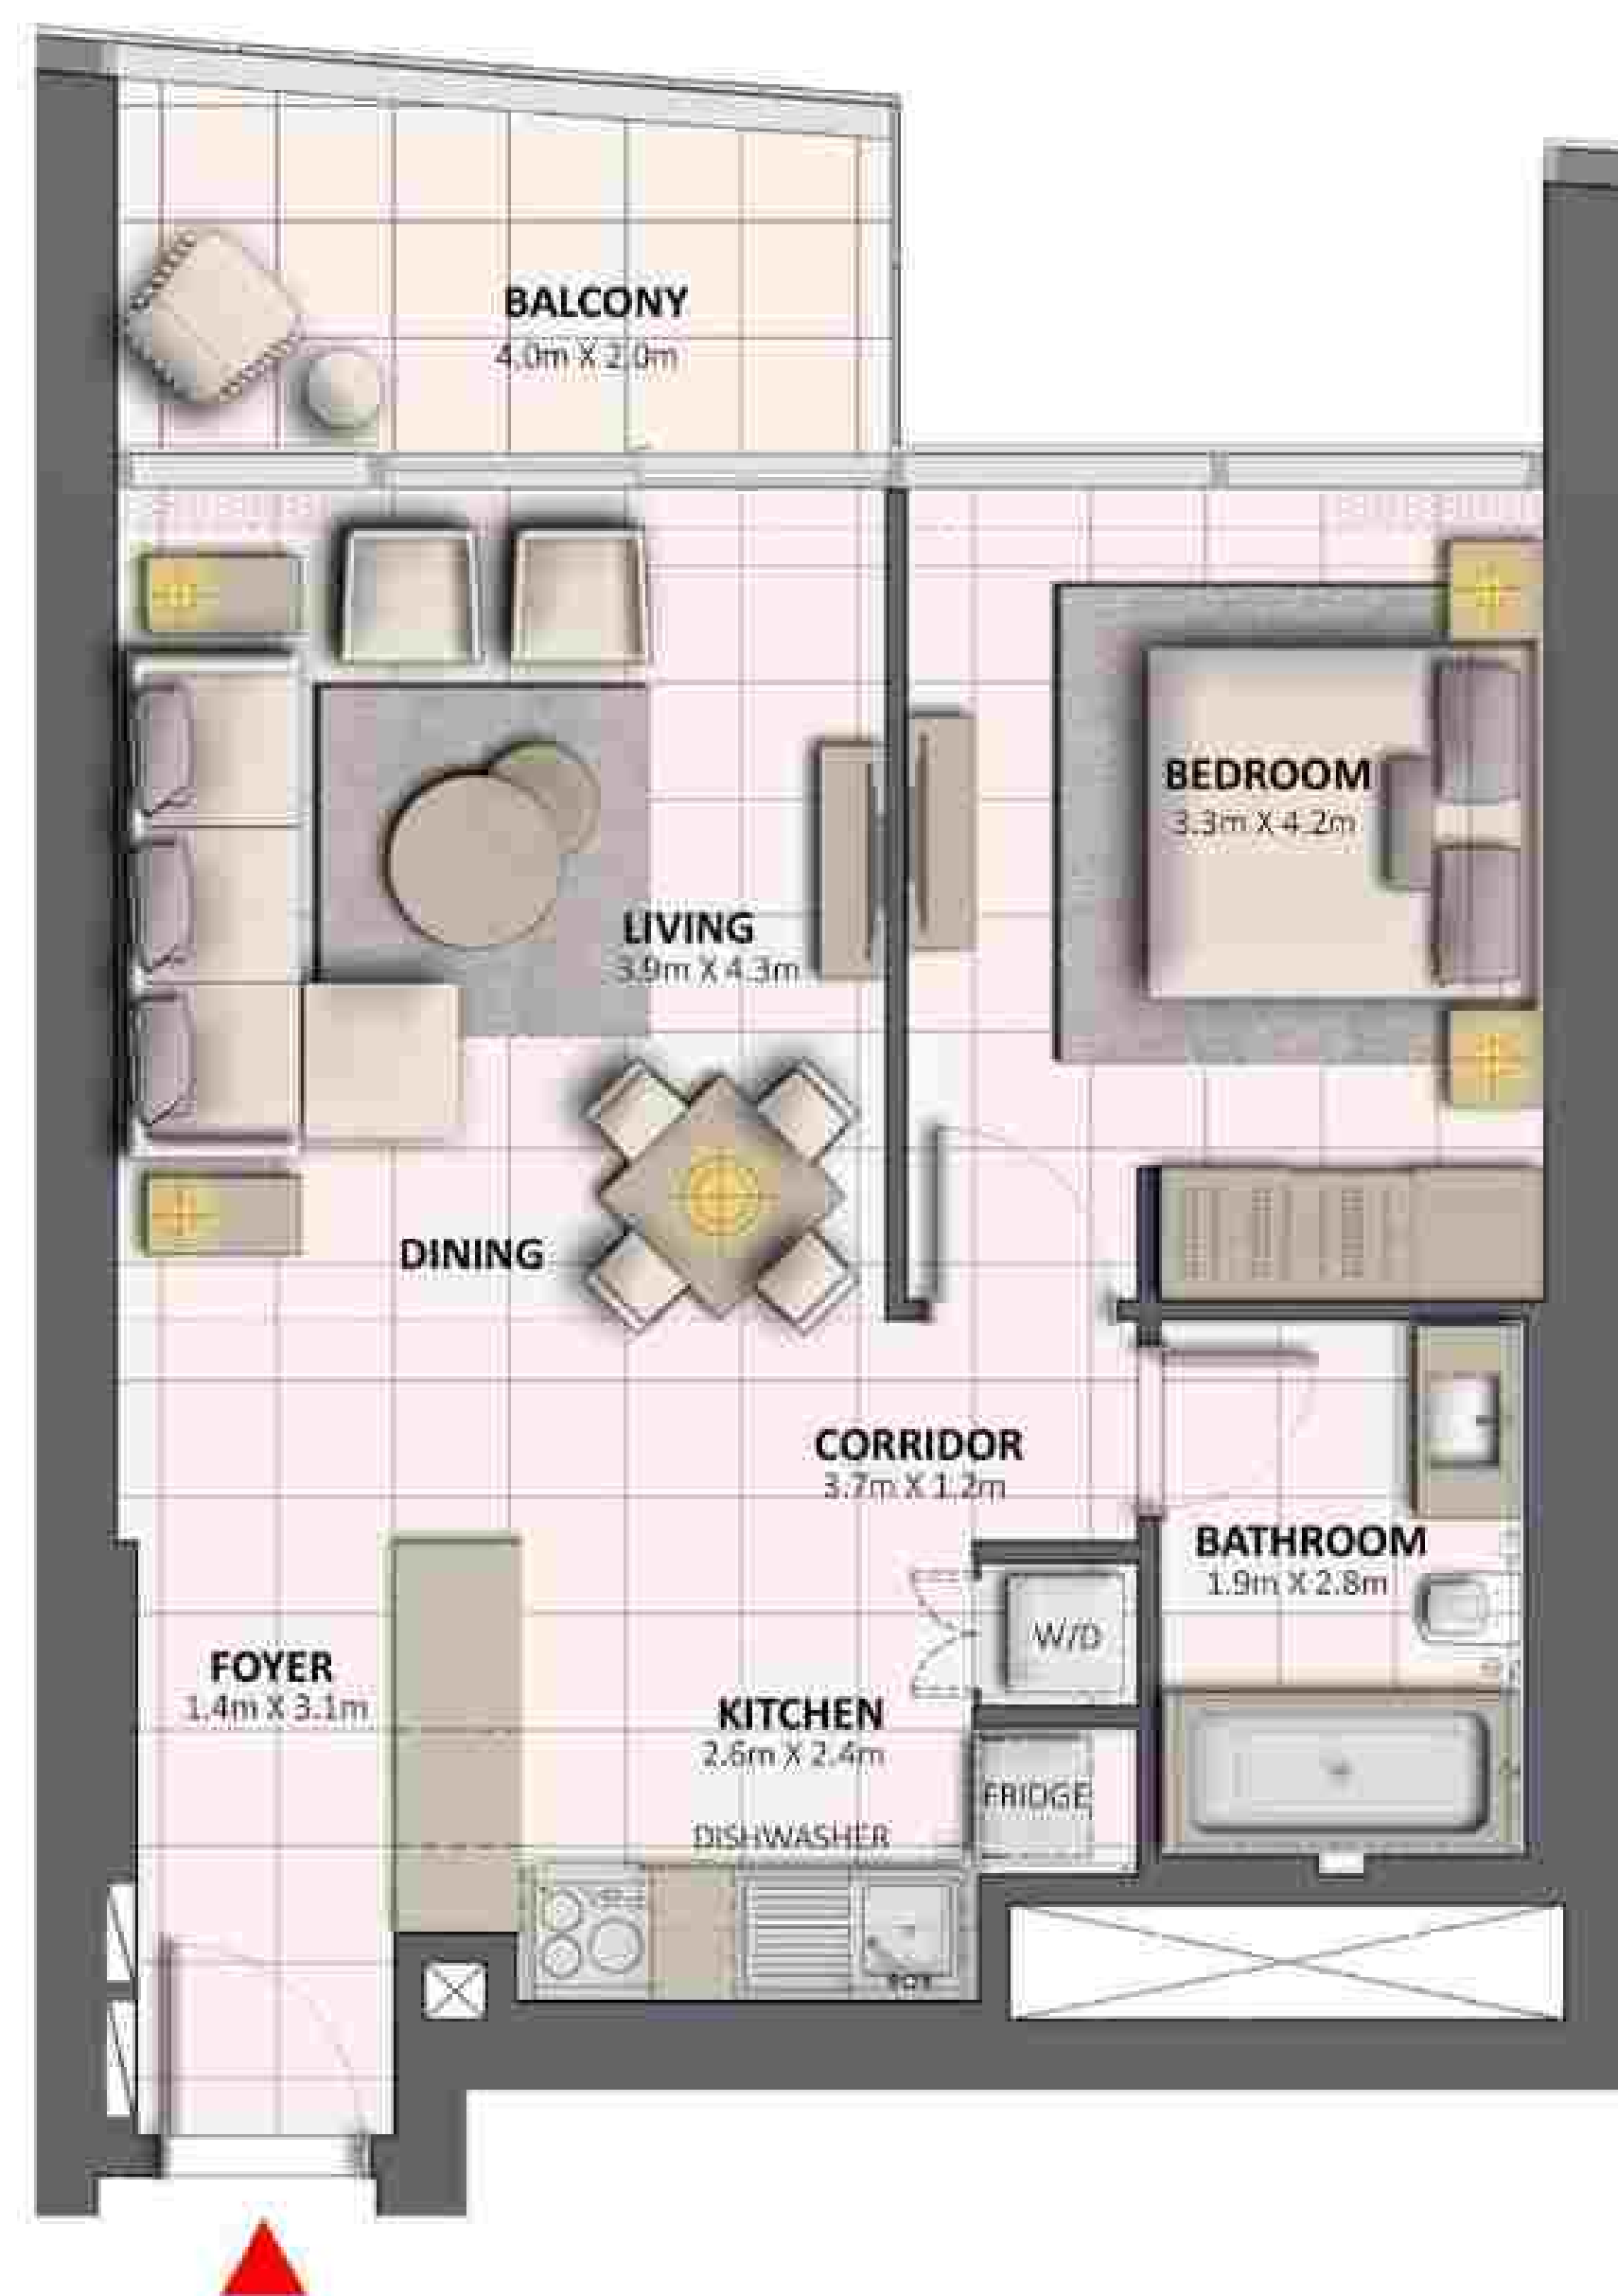 BALCONY
4.0m X 2.0m
BEDROOM
3.3m X 4.2m
LIVING
3.9m X 4.3m
DINING
CORRIDOR
3.7m X 1.2m
BATHROOM
1.9m X 2.8m
W/D
FOYER
1.4m X 3.1m
KITCHEN
2.6m X 2.4m
FRIDGE
DISHWASHER